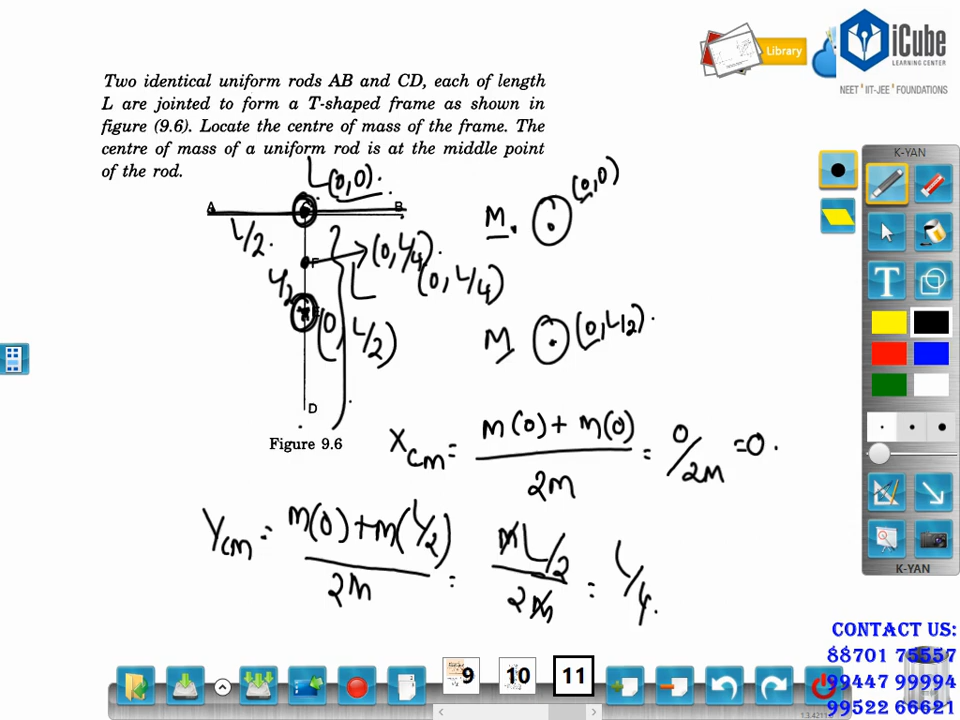 iCube
LEARNING CENTER
NEET | IIT-JEE | FOUNDATIONS
Library
Two identical uniform rods AB and CD, each of length
L are jointed to form a T-shaped frame as shown in
figure (9.6). Locate the centre of mass of the frame. The
centre of mass of a uniform rod is at the middle point
of the rod.
K-YAN
(0,0).
(0,0)
A
B
M.
L/2.
F
(0, L/4).
(0, L/4)
L
L/2
(0, L/2)
M
(0, L/2).
D
Figure 9.6
Xcm = m(0) + m(0) / 2m = 0/2m = 0.
Ycm = m(0) + m(L/2) / 2m = mL/2 / 2m = L/4.
T
K-YAN
CONTACT US:
88701 75557
99447 99994
99522 66621
9
10
11
1.3.4211